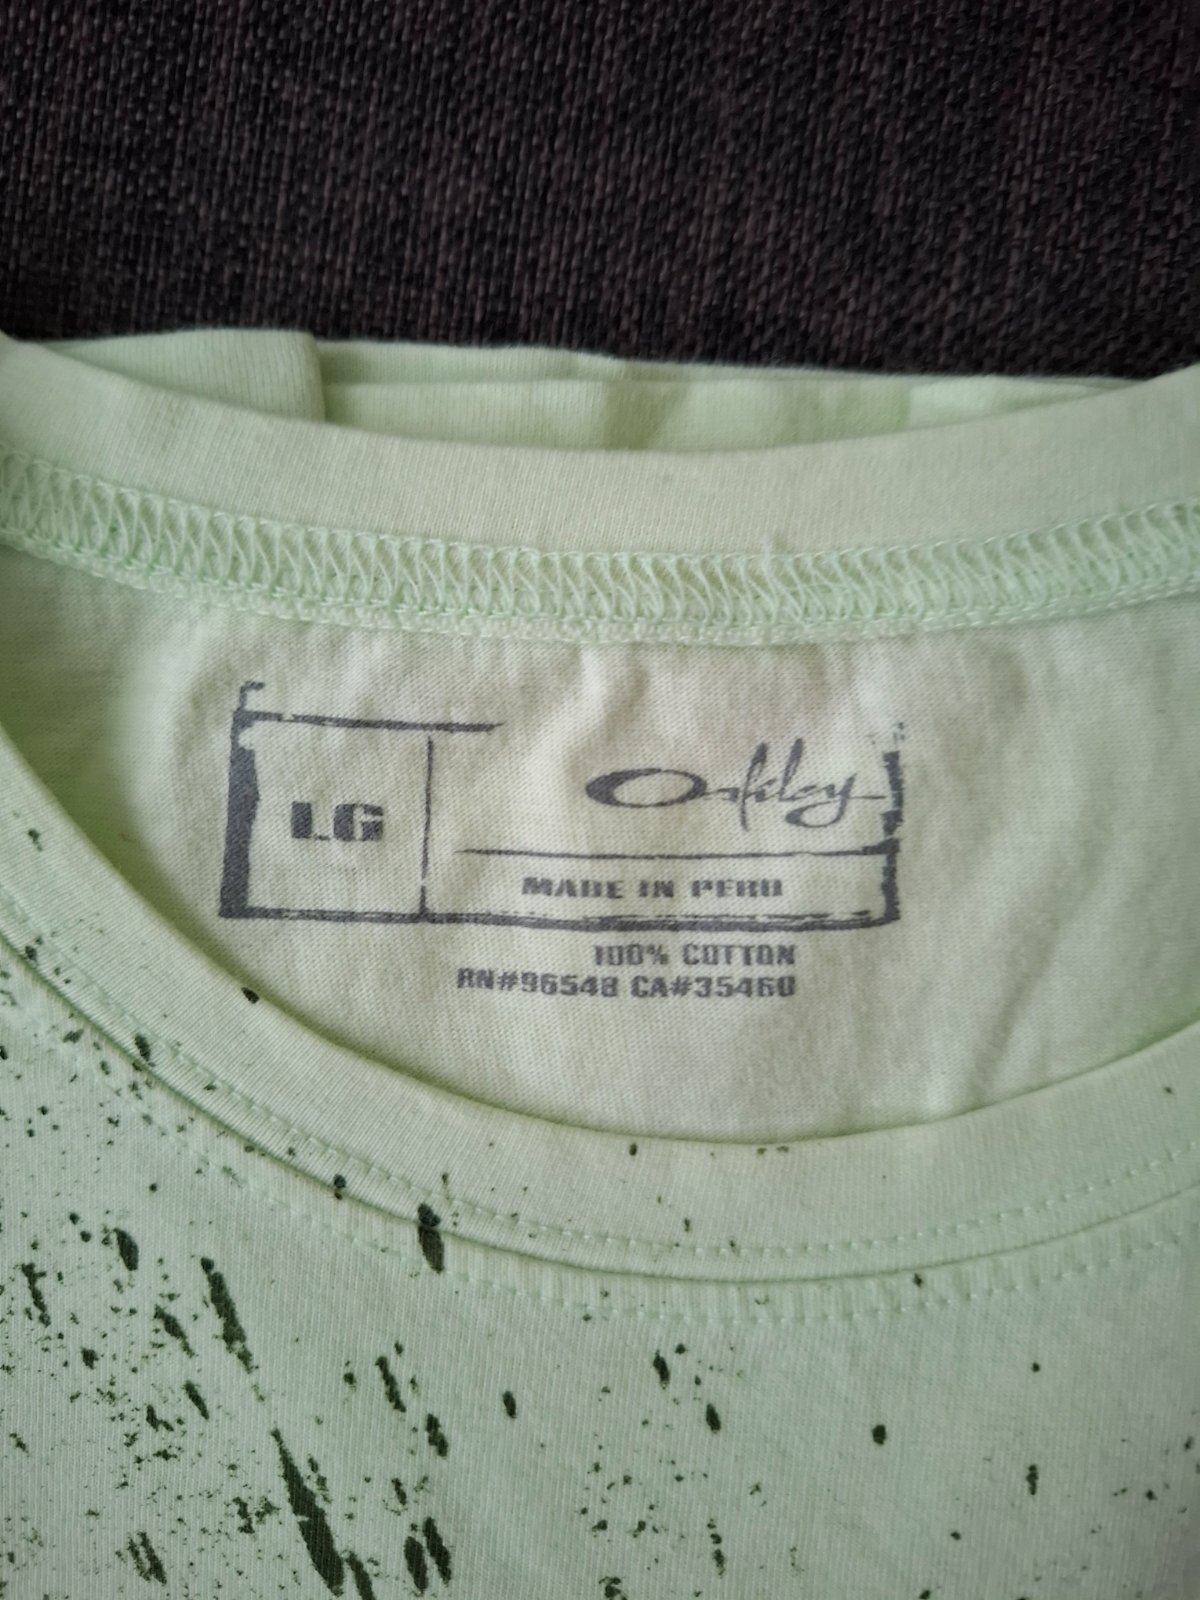 LG
Oakley
MADE IN PERU
100% COTTON
RN#96548 CA#35460